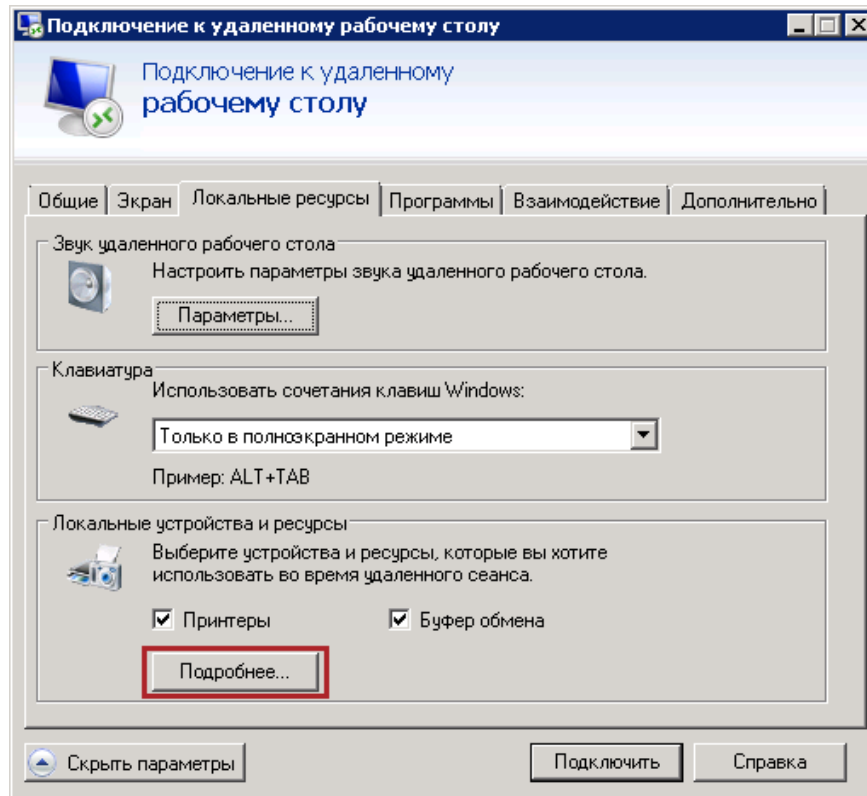 Подключение к удаленному рабочему столу
Подключение к удаленному
рабочему столу
Общие Экран Локальные ресурсы Программы Взаимодействие Дополнительно
Звук удаленного рабочего стола
Настроить параметры звука удаленного рабочего стола.
Параметры...
Клавиатура
Использовать сочетания клавиш Windows:
Только в полноэкранном режиме
Пример: ALT+TAB
Локальные устройства и ресурсы
Выберите устройства и ресурсы, которые вы хотите
использовать во время удаленного сеанса.
Принтеры Буфер обмена
Подробнее...
Скрыть параметры Подключить Справка